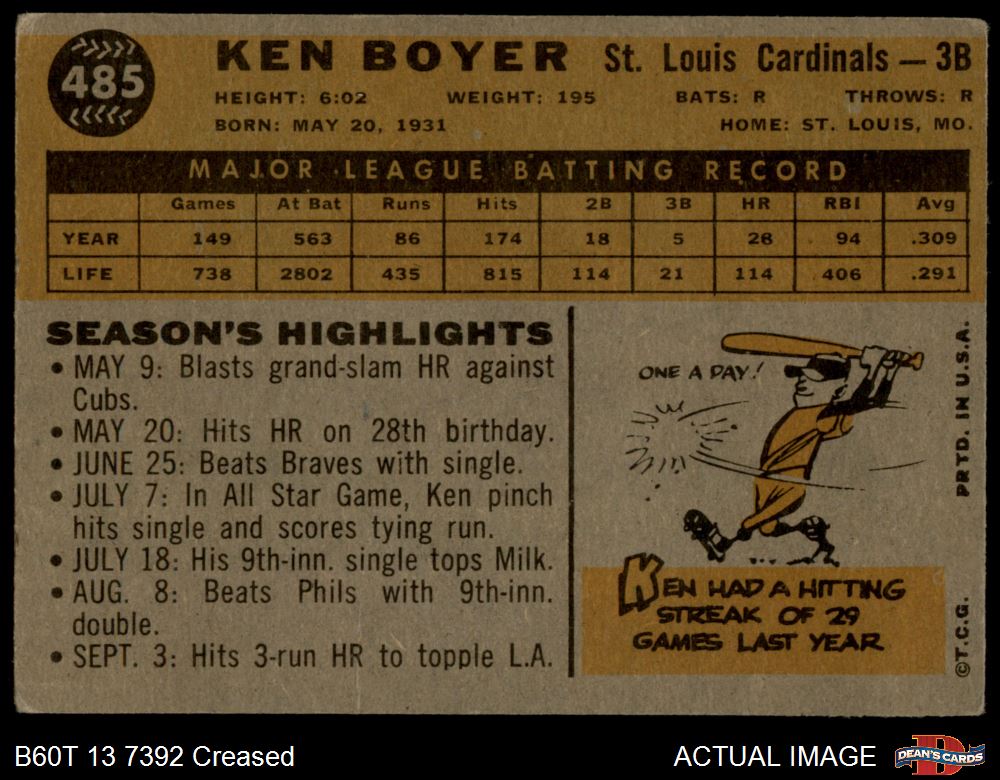 485
KEN BOYER St. Louis Cardinals — 3B
HEIGHT: 6:02 WEIGHT: 195 BATS: R THROWS: R
BORN: MAY 20, 1931 HOME: ST. LOUIS, MO.
MAJOR LEAGUE BATTING RECORD
Games At Bat Runs Hits 2B 3B HR RBI Avg
YEAR 149 563 86 174 18 5 28 94 .309
LIFE 738 2802 435 815 114 21 114 406 .291
SEASON'S HIGHLIGHTS
• MAY 9: Blasts grand-slam HR against
Cubs.
• MAY 20: Hits HR on 28th birthday.
• JUNE 25: Beats Braves with single.
• JULY 7: In All Star Game, Ken pinch
hits single and scores tying run.
• JULY 18: His 9th-inn. single tops Milk.
• AUG. 8: Beats Phils with 9th-inn.
double.
• SEPT. 3: Hits 3-run HR to topple L.A.
ONE A DAY!
KEN HAD A HITTING
STREAK OF 29
GAMES LAST YEAR
©T.C.G. PRTD. IN U.S.A.
B60T 13 7392 Creased
ACTUAL IMAGE
D
DEAN'S CARDS